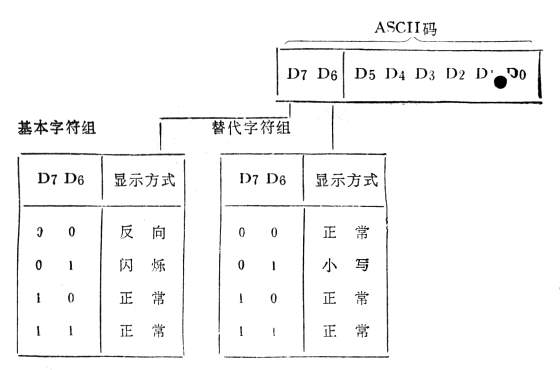 ASCII码
D7 D6 D5 D4 D3 D2 D1 D0
基本字符组
替代字符组
D7 D6 显示方式
0 0 反 向
0 1 闪 烁
1 0 正 常
1 1 正 常
D7 D6 显示方式
0 0 正 常
0 1 小 写
1 0 正 常
1 1 正 常